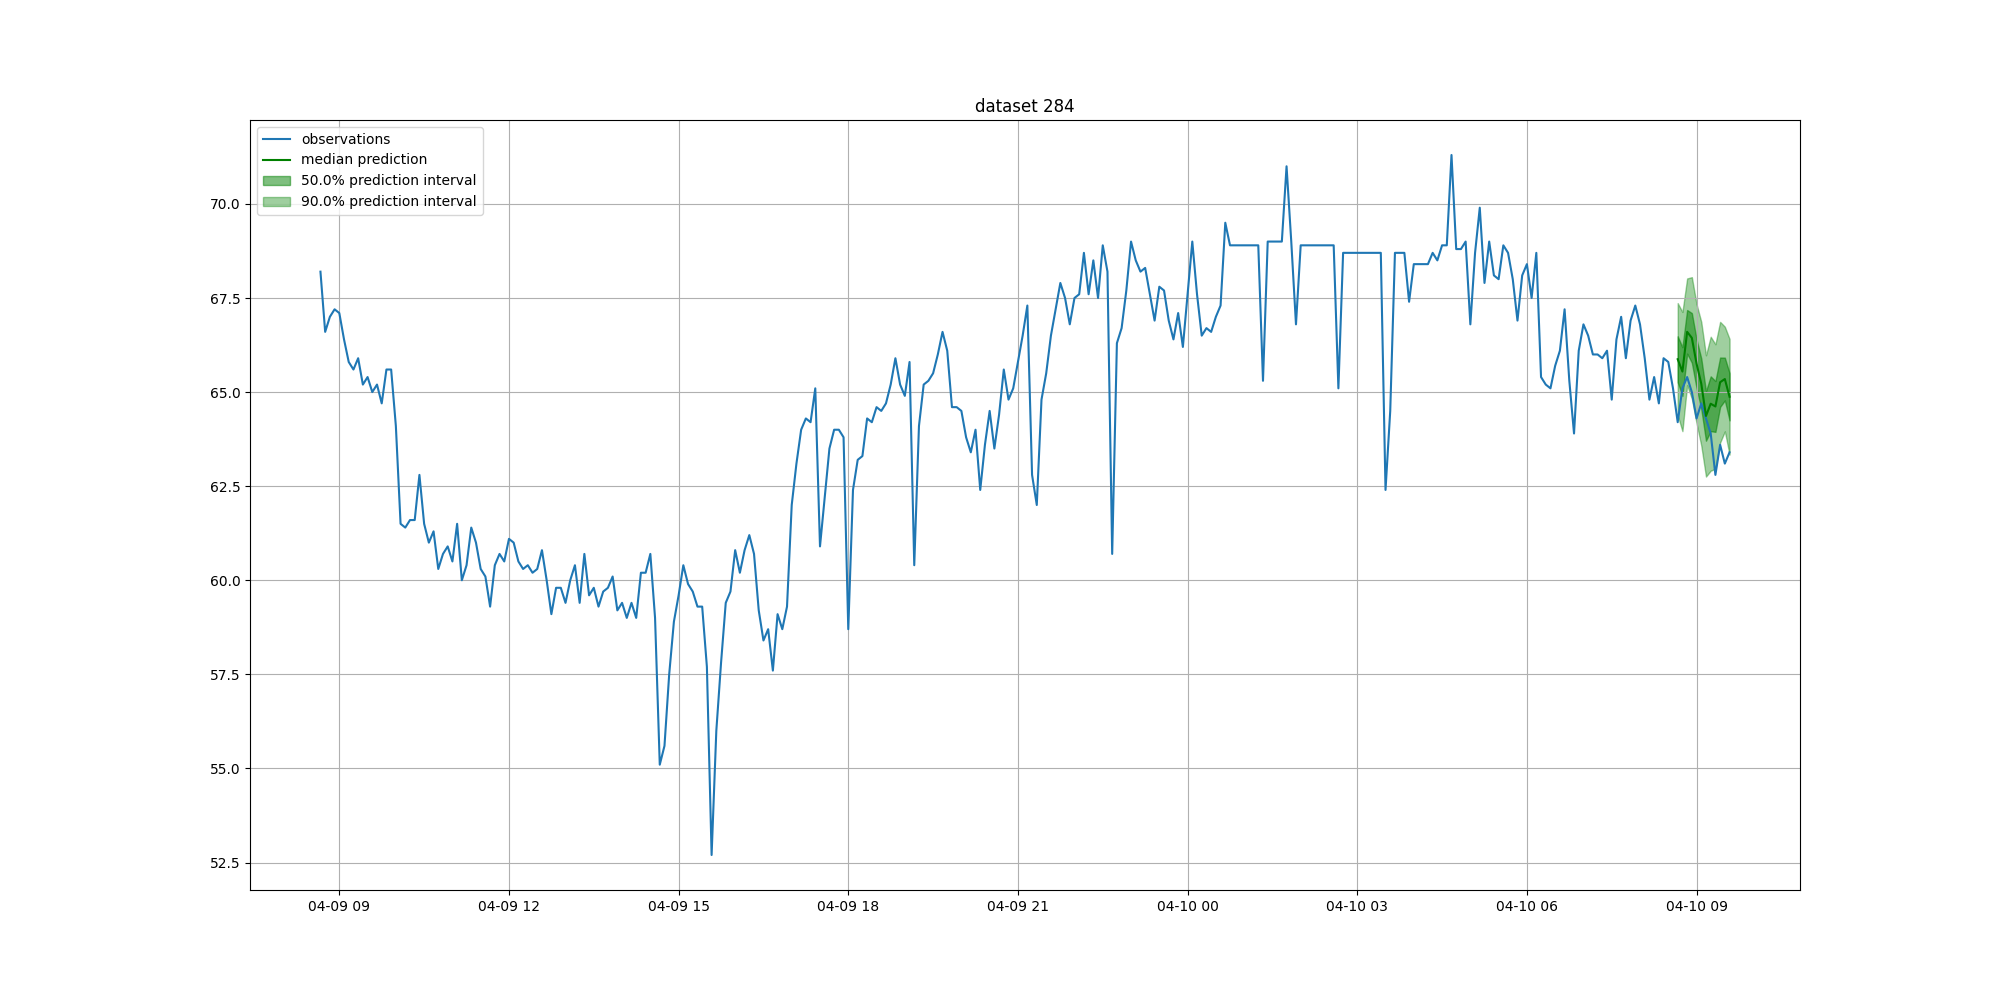 dataset 284
observations
median prediction
50.0% prediction interval
90.0% prediction interval
70.0
67.5
65.0
62.5
60.0
57.5
55.0
52.5
04-09 09 04-09 12 04-09 15 04-09 18 04-09 21 04-10 00 04-10 03 04-10 06 04-10 09